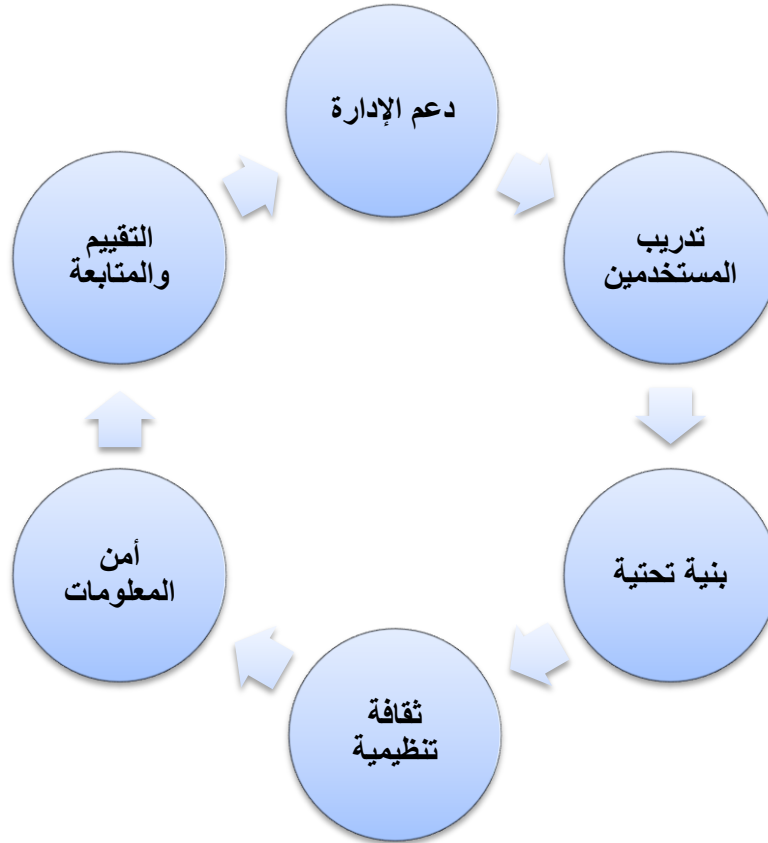 دعم الإدارة
تدريب
المستخدمين
بنية تحتية
ثقافة
تنظيمية
أمن
المعلومات
التقييم
والمتابعة